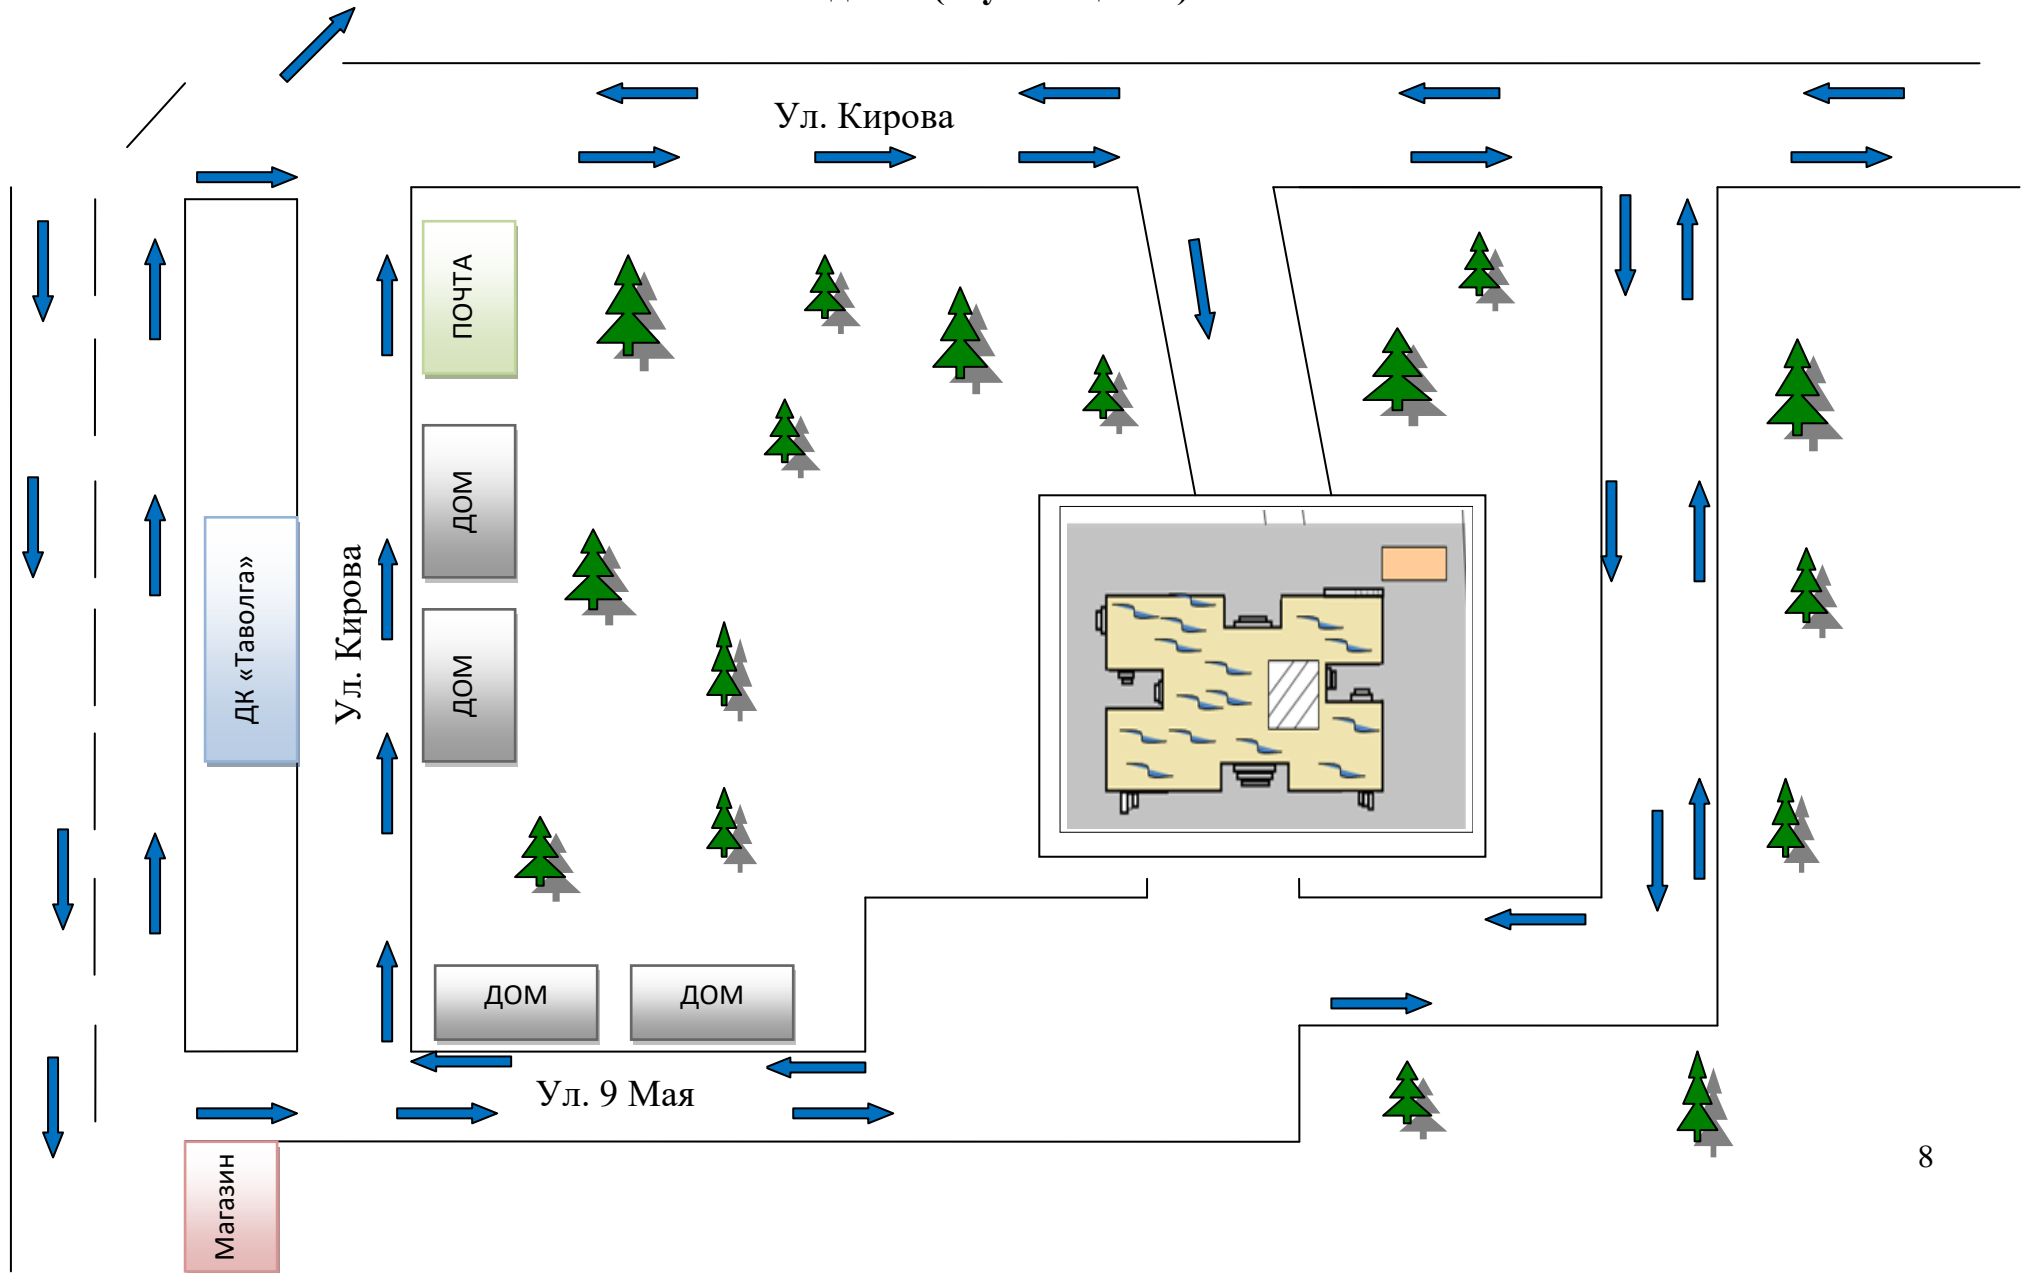 Ул. Кирова
ПОЧТА
ДОМ
ДК «Таволга»
Ул. Кирова
ДОМ
ДОМ
ДОМ
Ул. 9 Мая
8
Магазин